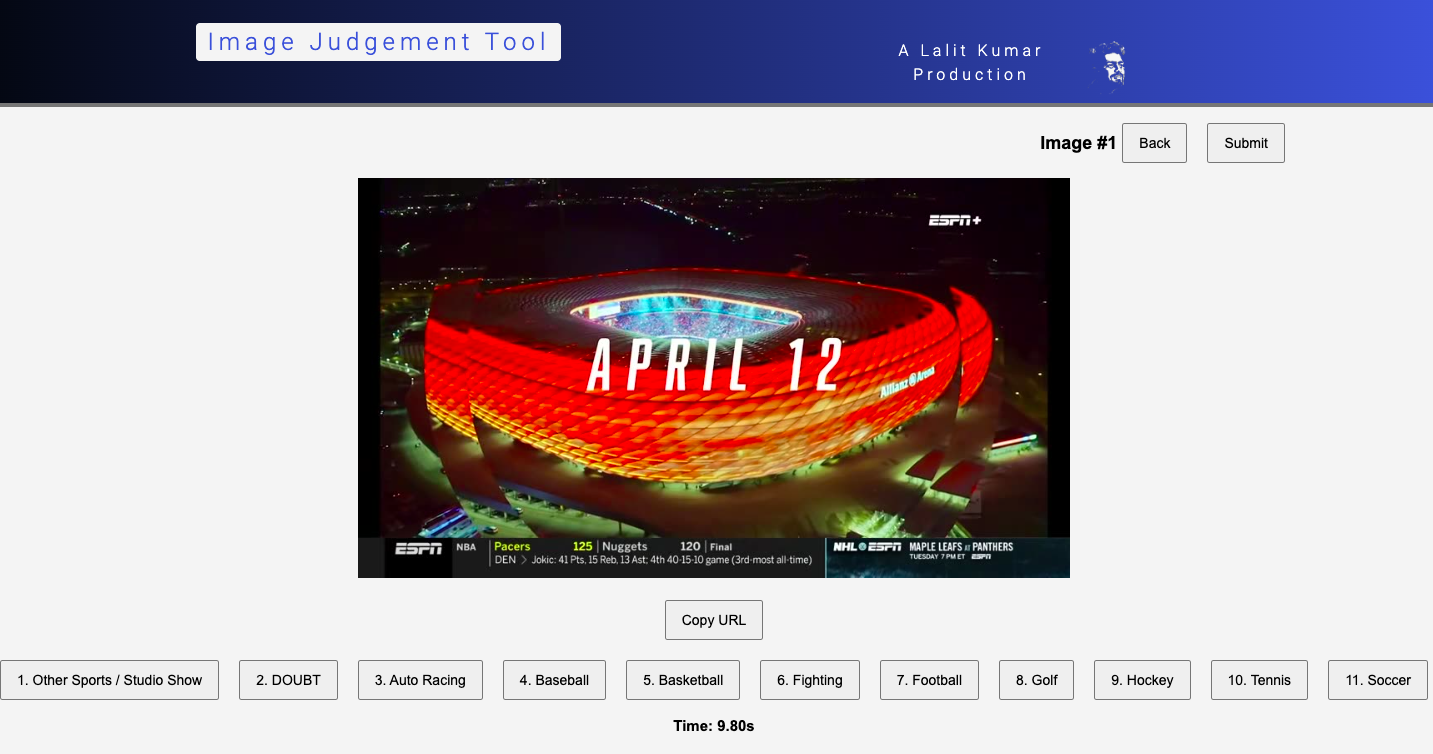 Image Judgement Tool
A Lalit Kumar
Production
Image #1 Back Submit
ESPN+
APRIL 12
Allianz Arena
ESPN NBA Pacers 125 Nuggets 120 Final
DEN > Jokic: 41 Pts, 15 Reb, 13 Ast; 4th 40-15-10 game (3rd-most all-time)
NHL ESPN MAPLE LEAFS at PANTHERS
TUESDAY 7 PM ET ESPN
Copy URL
1. Other Sports / Studio Show 2. DOUBT 3. Auto Racing 4. Baseball 5. Basketball 6. Fighting 7. Football 8. Golf 9. Hockey 10. Tennis 11. Soccer
Time: 9.80s